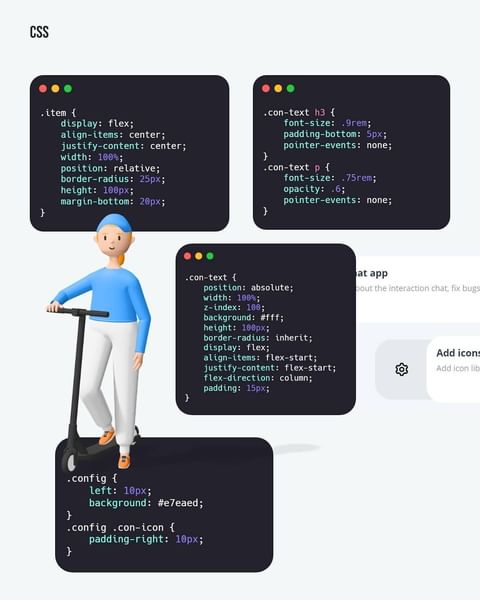 CSS
.item {
display: flex;
align-items: center;
justify-content: center;
width: 100%;
position: relative;
border-radius: 25px;
height: 100px;
margin-bottom: 20px;
}
.con-text h3 {
font-size: .9rem;
padding-bottom: 5px;
pointer-events: none;
}
.con-text p {
font-size: .75rem;
opacity: .6;
pointer-events: none;
}
.con-text {
position: absolute;
width: 100%;
z-index: 100;
background: #fff;
height: 100px;
border-radius: inherit;
display: flex;
align-items: flex-start;
justify-content: flex-start;
flex-direction: column;
padding: 15px;
}
hat app
bout the interaction chat, fix bugs
Add icons
Add icon lib
.config {
left: 10px;
background: #e7eaed;
}
.config .con-icon {
padding-right: 10px;
}